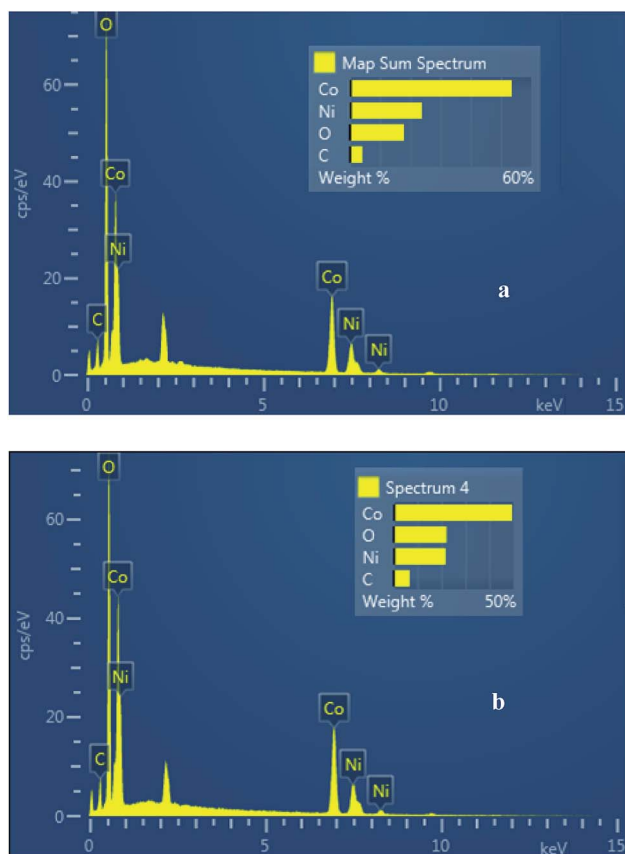 O
60
Map Sum Spectrum
Co
Ni
O
C
Weight % 60%
40
cps/eV
Co
Ni
20
Co
a
C
Ni
Ni
0
0 5 10 keV 15
O
60
Spectrum 4
Co
O
Ni
C
Weight % 50%
Co
40
cps/eV
Ni
20
Co
b
C
Ni
Ni
0
0 5 10 keV 15